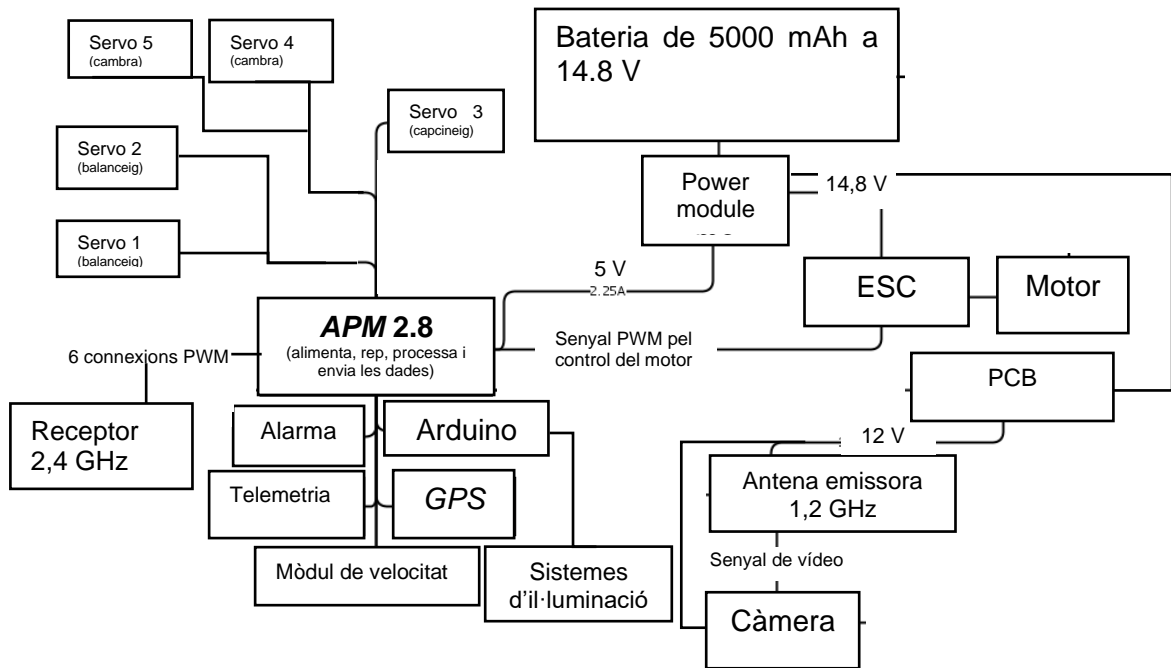 Servo 5
(cambra)
Servo 4
(cambra)
Bateria de 5000 mAh a
14.8 V
Servo 3
(capcineig)
Servo 2
(balanceig)
Power
module
14,8 V
Servo 1
(balanceig)
5 V
2.25A
ESC
Motor
APM 2.8
(alimenta, rep, processa i
envia les dades)
Senyal PWM pel
control del motor
6 connexions PWM
PCB
Receptor
2,4 GHz
Alarma
Arduino
12 V
Telemetria
GPS
Antena emissora
1,2 GHz
Senyal de vídeo
Mòdul de velocitat
Sistemes
d'il·luminació
Càmera